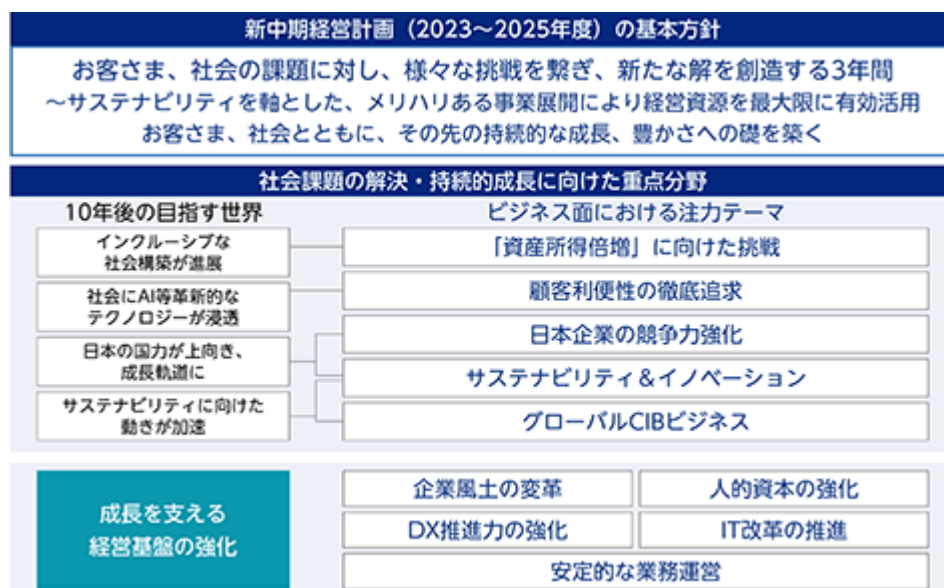 新中期経営計画（2023～2025年度）の基本方針
お客さま、社会の課題に対し、様々な挑戦を繋ぎ、新たな解を創造する3年間
～サステナビリティを軸とした、メリハリある事業展開により経営資源を最大限に有効活用
お客さま、社会とともに、その先の持続的な成長、豊かさへの礎を築く
社会課題の解決・持続的成長に向けた重点分野
10年後の目指す世界
インクルーシブな
社会構築が進展
社会にAI等革新的な
テクノロジーが浸透
日本の国力が上向き、
成長軌道に
サステナビリティに向けた
動きが加速
ビジネス面における注力テーマ
「資産所得倍増」に向けた挑戦
顧客利便性の徹底追求
日本企業の競争力強化
サステナビリティ＆イノベーション
グローバルCIBビジネス
成長を支える
経営基盤の強化
企業風土の変革
人的資本の強化
DX推進力の強化
IT改革の推進
安定的な業務運営